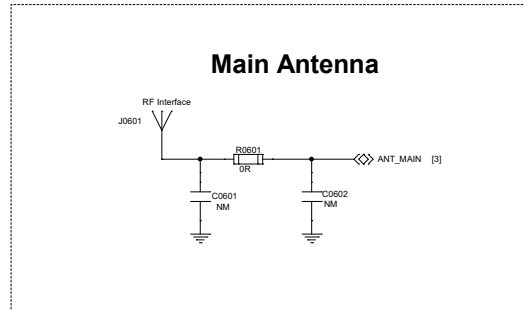 Main Antenna
RF Interface
J0601
R0601
0R
ANT_MAIN [3]
C0601
NM
C0602
NM